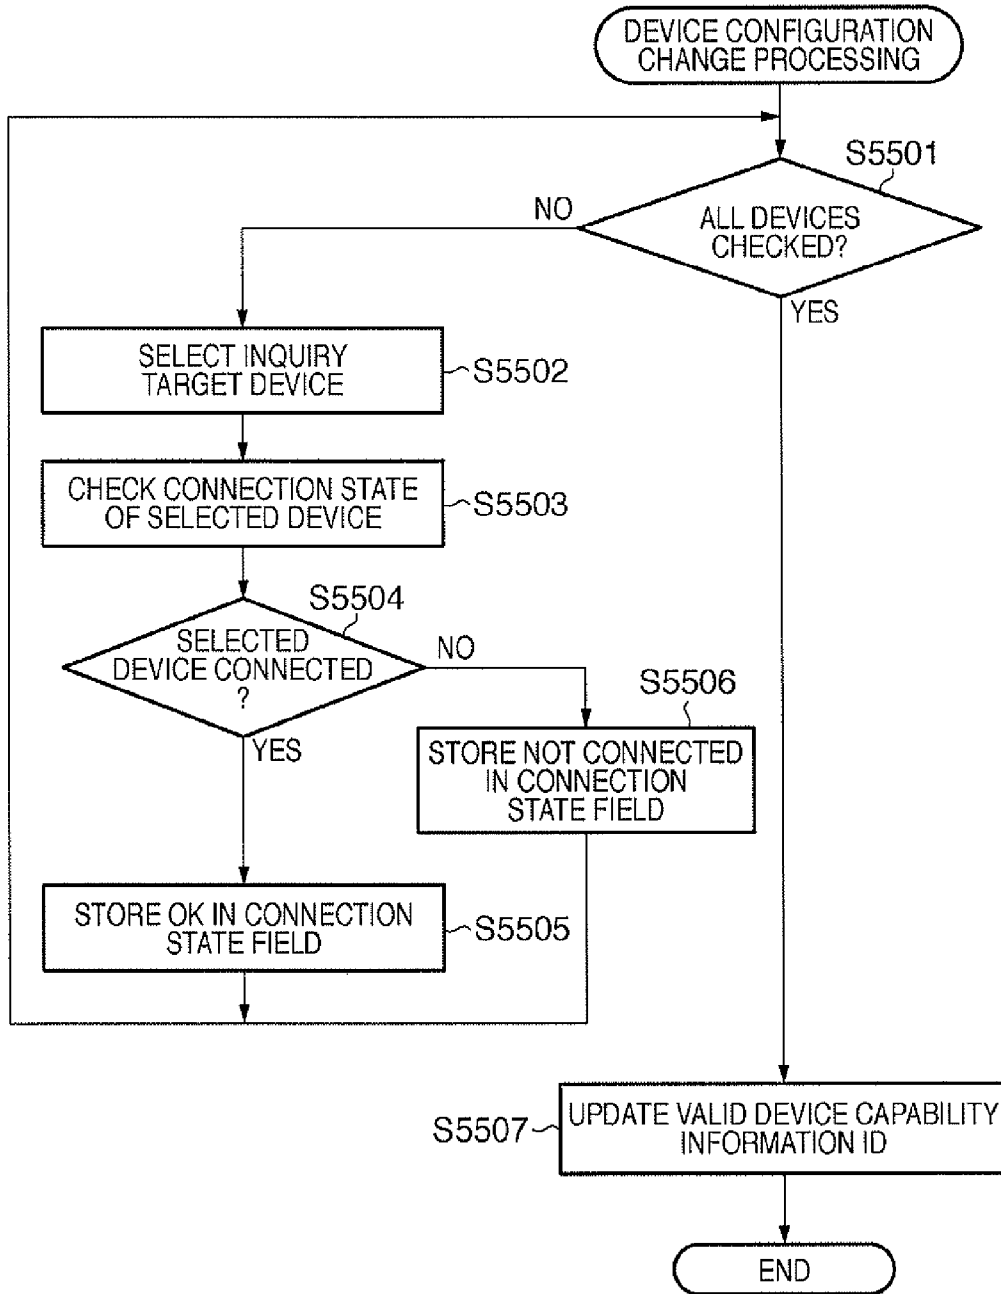 DEVICE CONFIGURATION
CHANGE PROCESSING
S5501
ALL DEVICES
CHECKED?
NO
YES
SELECT INQUIRY
TARGET DEVICE
S5502
CHECK CONNECTION STATE
OF SELECTED DEVICE
S5503
S5504
SELECTED
DEVICE CONNECTED
?
NO
YES
S5506
STORE NOT CONNECTED
IN CONNECTION
STATE FIELD
STORE OK IN CONNECTION
STATE FIELD
S5505
S5507
UPDATE VALID DEVICE CAPABILITY
INFORMATION ID
END